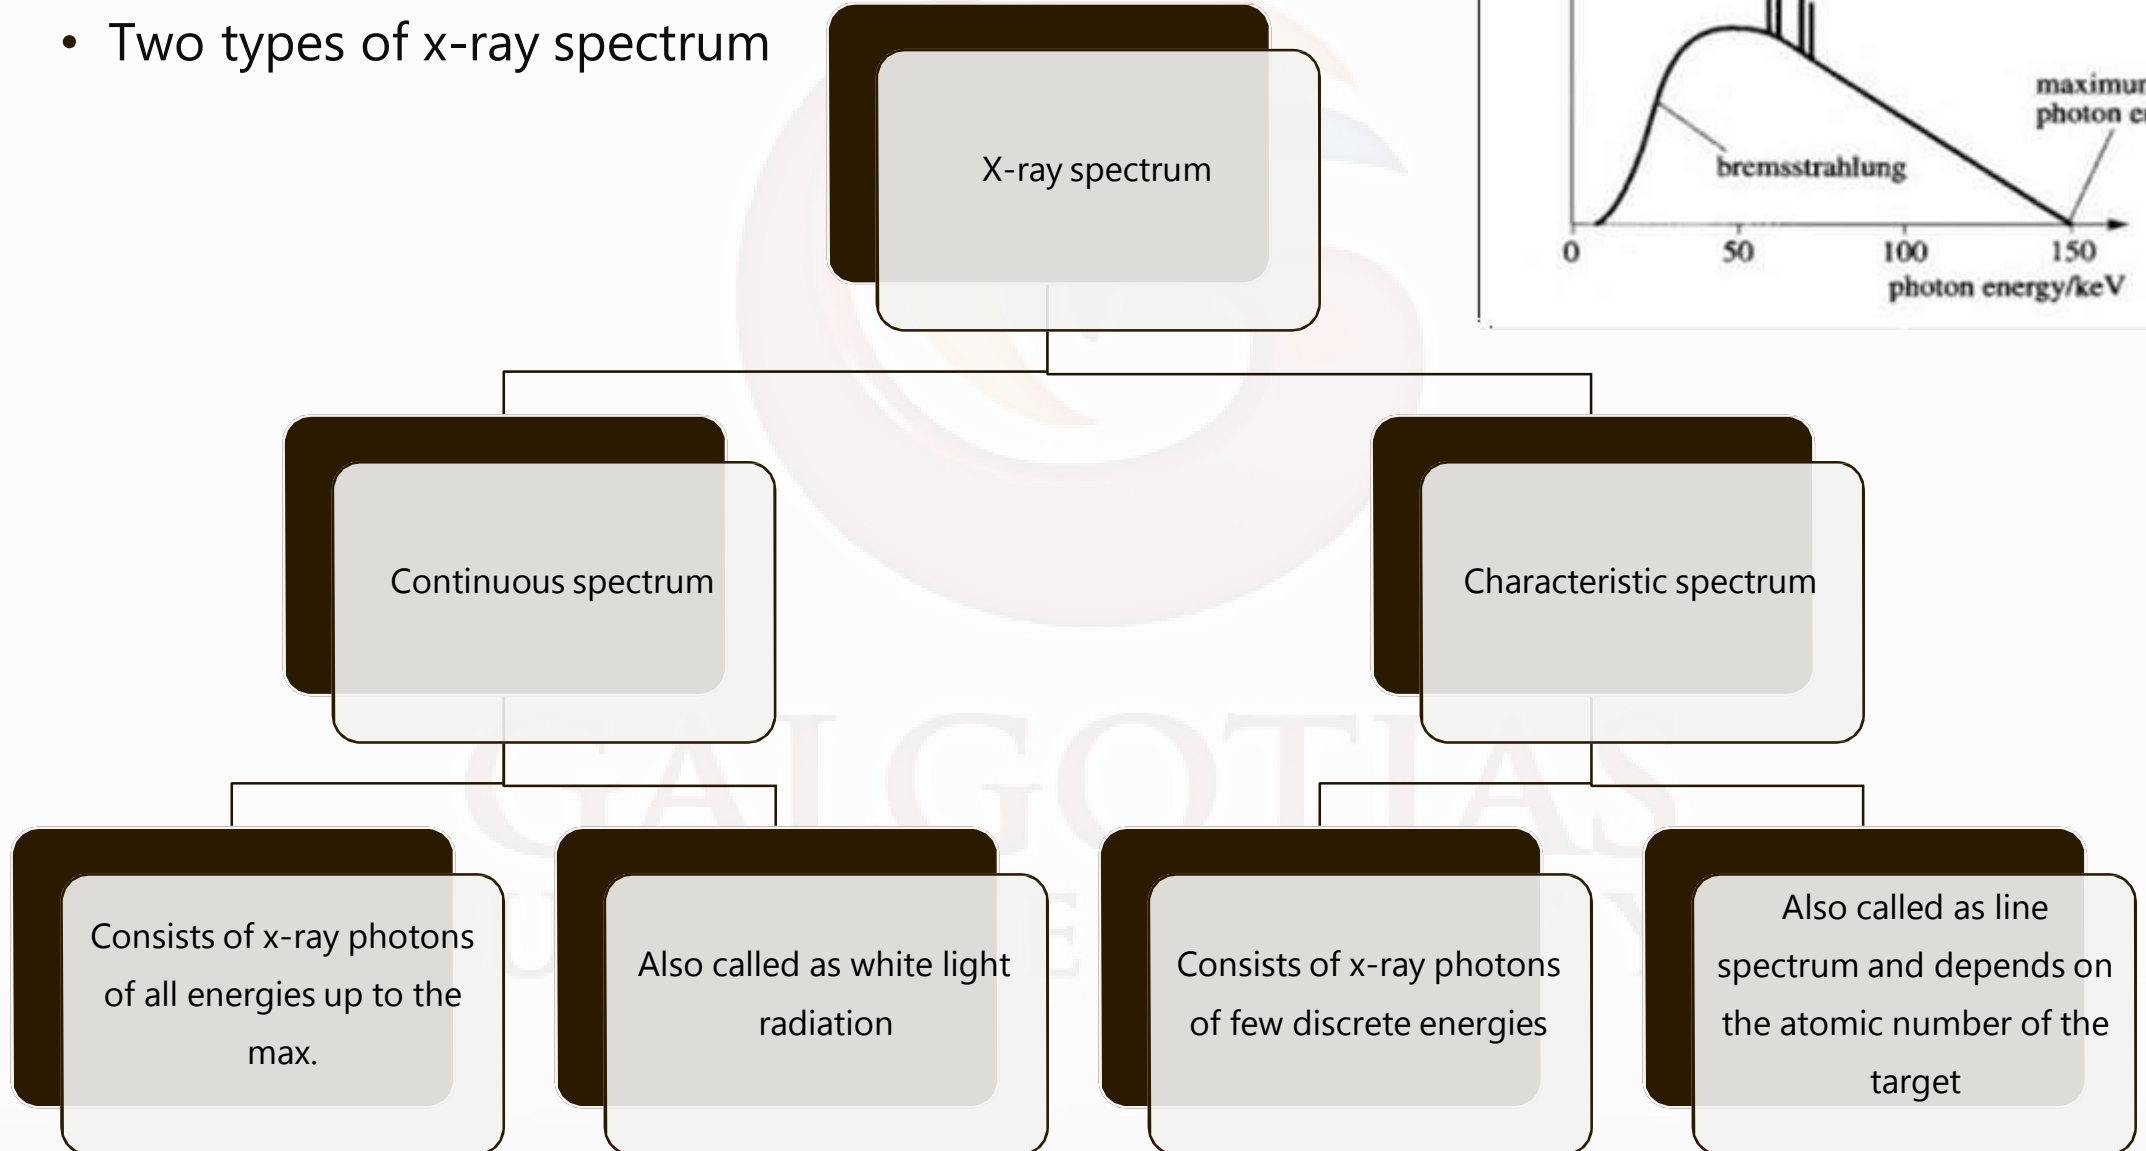 • Two types of x-ray spectrum
bremsstrahlung
0 50 100 150
photon energy/keV
X-ray spectrum
Continuous spectrum
Characteristic spectrum
Consists of x-ray photons
of all energies up to the
max.
Also called as white light
radiation
Consists of x-ray photons
of few discrete energies
Also called as line
spectrum and depends on
the atomic number of the
target
GALGOTIAS